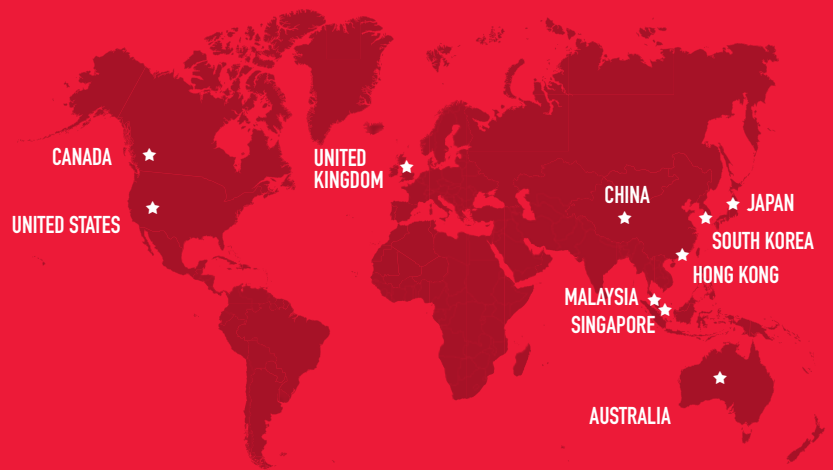 CANADA
UNITED STATES
UNITED
KINGDOM
CHINA
JAPAN
SOUTH KOREA
HONG KONG
MALAYSIA
SINGAPORE
AUSTRALIA